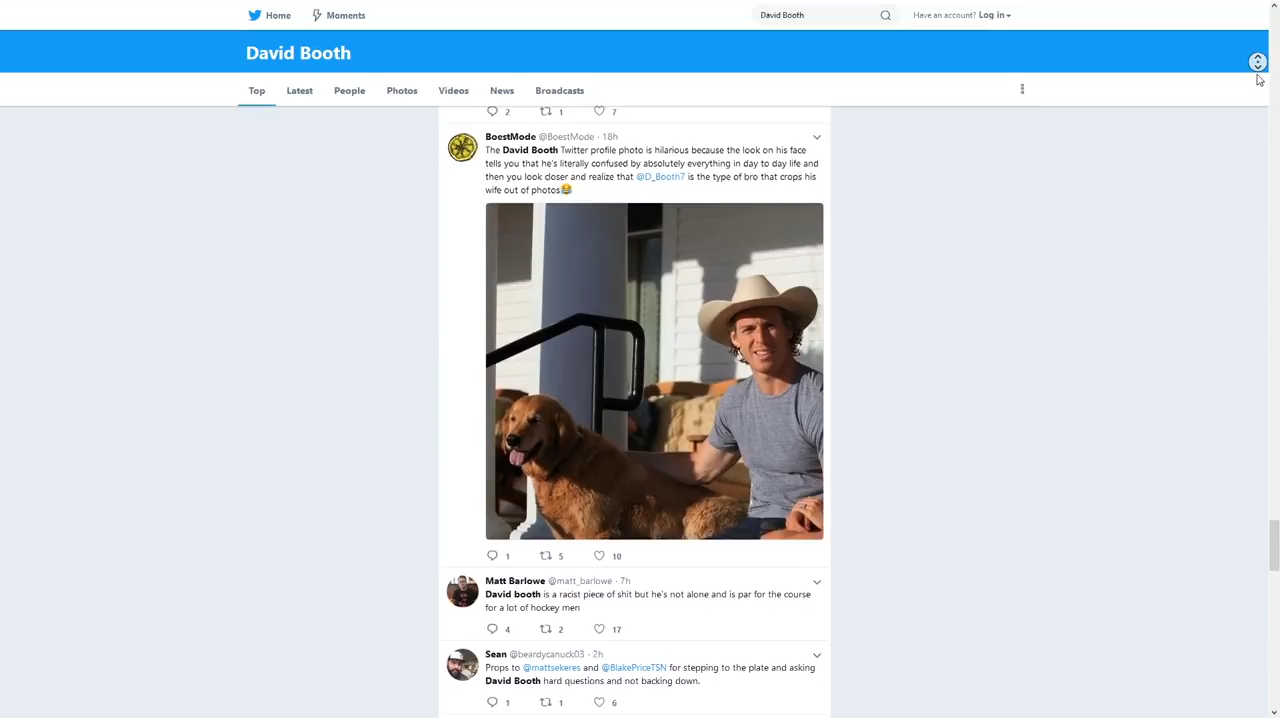 Home Moments David Booth Have an account? Log in
David Booth
Top Latest People Photos Videos News Broadcasts
2 1 7
BoestMode @BoestMode · 18h
The David Booth Twitter profile photo is hilarious because the look on his face
tells you that he's literally confused by absolutely everything in day to day life and
then you look closer and realize that @D_Booth7 is the type of bro that crops his
wife out of photos😂
1 5 10
Matt Barlowe @matt_barlowe · 7h
David booth is a racist piece of shit but he's not alone and is par for the course
for a lot of hockey men
4 2 17
Sean @beardycanuck03 · 2h
Props to @mattsekeres and @BlakePriceTSN for stepping to the plate and asking
David Booth hard questions and not backing down.
1 1 6